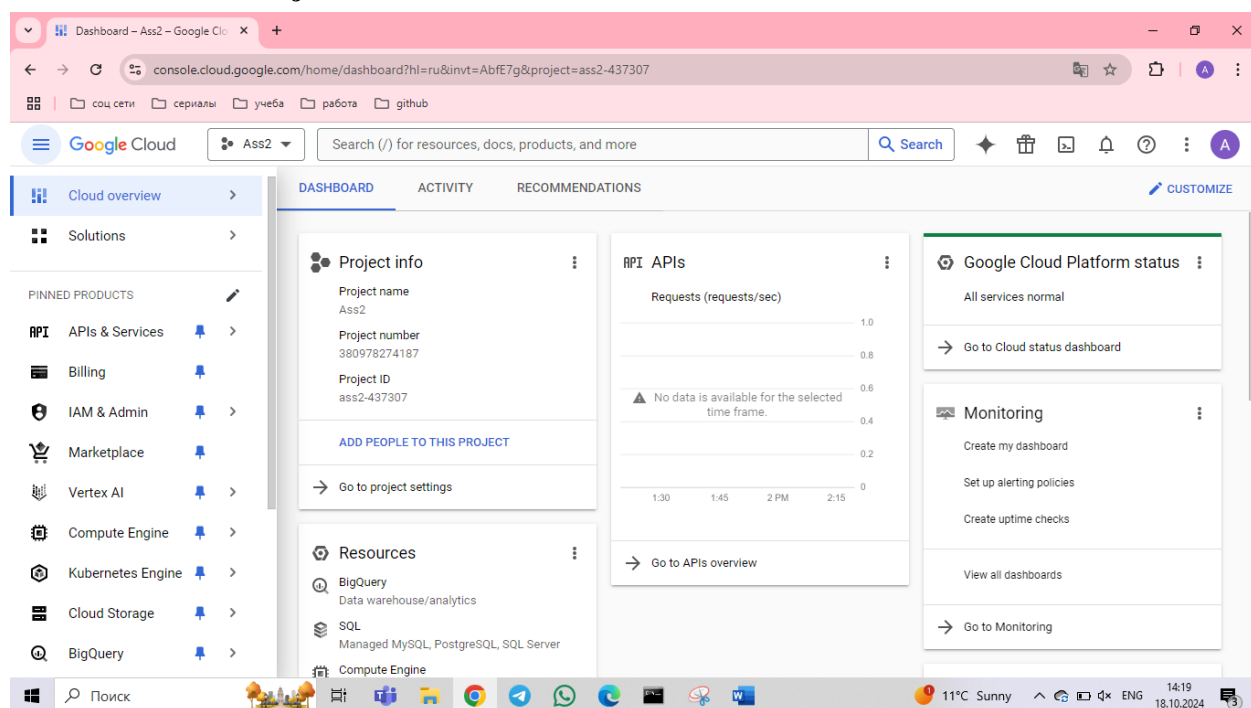 Dashboard – Ass2 – Google Clo
console.cloud.google.com/home/dashboard?hl=ru&invt=AbfE7g&project=ass2-437307
A
соц сети сериалы учеба работа github
Google Cloud
Ass2
Search (/) for resources, docs, products, and more
Search
A
Cloud overview
Solutions
PINNED PRODUCTS
API APIs & Services
Billing
IAM & Admin
Marketplace
Vertex AI
Compute Engine
Kubernetes Engine
Cloud Storage
BigQuery
DASHBOARD ACTIVITY RECOMMENDATIONS
CUSTOMIZE
Project info
Project name
Ass2
Project number
380978274187
Project ID
ass2-437307
ADD PEOPLE TO THIS PROJECT
Go to project settings
Resources
BigQuery
Data warehouse/analytics
SQL
Managed MySQL, PostgreSQL, SQL Server
Compute Engine
API APIs
Requests (requests/sec)
1.0
0.8
0.6
No data is available for the selected
time frame.
0.4
0.2
0
1:30 1:45 2 PM 2:15
Go to APIs overview
Google Cloud Platform status
All services normal
Go to Cloud status dashboard
Monitoring
Create my dashboard
Set up alerting policies
Create uptime checks
View all dashboards
Go to Monitoring
Поиск
1
11°C Sunny
ENG
14:19
18.10.2024
3